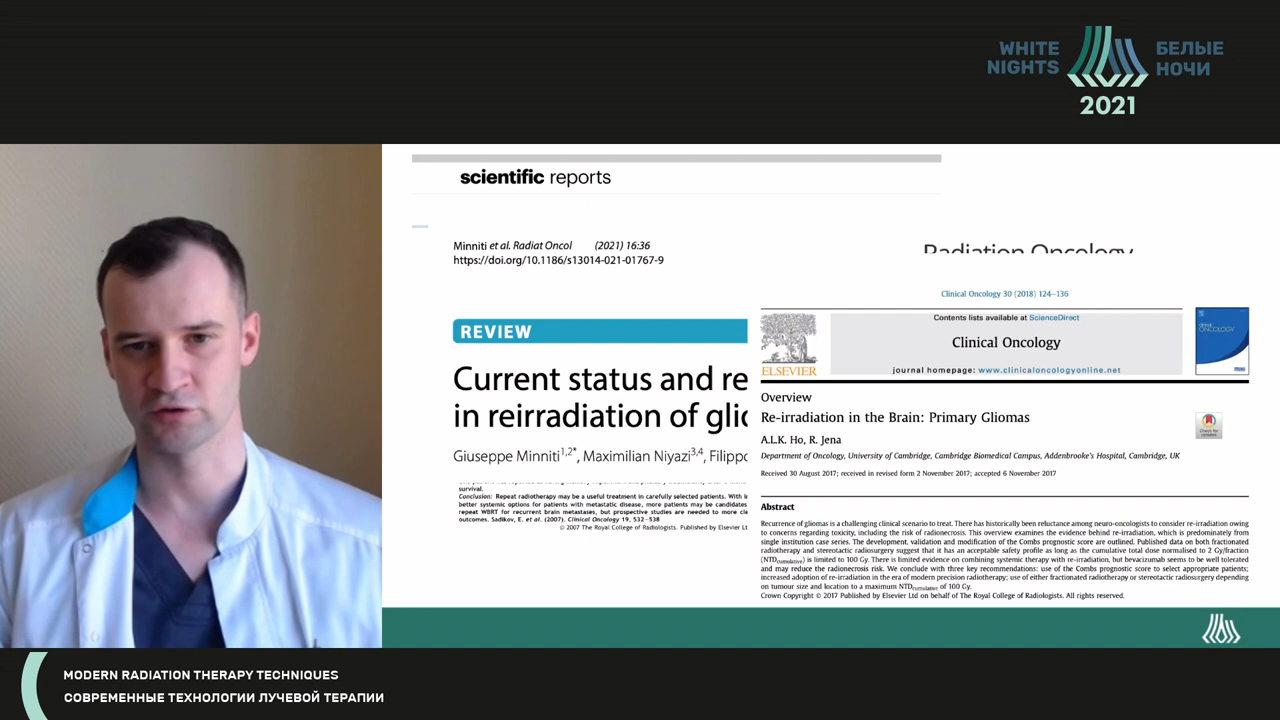 WHITE
NIGHTS
БЕЛЫЕ
НОЧИ
2021
scientific reports
Minniti et al. Radiat Oncol (2021) 16:36
https://doi.org/10.1186/s13014-021-01767-9
Radiation Oncology
REVIEW
Current status and re
in reirradiation of glio
Giuseppe Minniti1,2*, Maximilian Niyazi3,4, Filippo
survival.
Conclusion: Repeat radiotherapy may be a useful treatment in carefully selected patients. With in
better systemic options for patients with metastatic disease, more patients may be candidates
repeat WBRT for recurrent brain metastases, but prospective studies are needed to more cle
outcomes. Sadikov, E. et al. (2007). Clinical Oncology 19, 532–538
© 2007 The Royal College of Radiologists. Published by Elsevier Lt
Clinical Oncology 30 (2018) 124–136
Contents lists available at ScienceDirect
Clinical Oncology
journal homepage: www.clinicaloncologyonline.net
ELSEVIER
Overview
Re-irradiation in the Brain: Primary Gliomas
A.L.K. Ho, R. Jena
Department of Oncology, University of Cambridge, Cambridge Biomedical Campus, Addenbrooke's Hospital, Cambridge, UK
Received 30 August 2017; received in revised form 2 November 2017; accepted 6 November 2017
Abstract
Recurrence of gliomas is a challenging clinical scenario to treat. There has historically been reluctance among neuro-oncologists to consider re-irradiation owing
to concerns regarding toxicity, including the risk of radionecrosis. This overview examines the evidence behind re-irradiation, which is predominantly from
single institution case series. The development, validation and modification of the Combs prognostic score are outlined. Published data on both fractionated
radiotherapy and stereotactic radiosurgery suggest that it has an acceptable safety profile as long as the cumulative total dose normalised to 2 Gy/fraction
(NTDcumulative) is limited to 100 Gy. There is limited evidence on combining systemic therapy with re-irradiation, but bevacizumab seems to be well tolerated
and may reduce the radionecrosis risk. We conclude with three key recommendations: use of the Combs prognostic score to select appropriate patients;
increased adoption of re-irradiation in the era of modern precision radiotherapy; use of either fractionated radiotherapy or stereotactic radiosurgery depending
on tumour size and location to a maximum NTDcumulative of 100 Gy.
Crown Copyright © 2017 Published by Elsevier Ltd on behalf of The Royal College of Radiologists. All rights reserved.
MODERN RADIATION THERAPY TECHNIQUES
СОВРЕМЕННЫЕ ТЕХНОЛОГИИ ЛУЧЕВОЙ ТЕРАПИИ